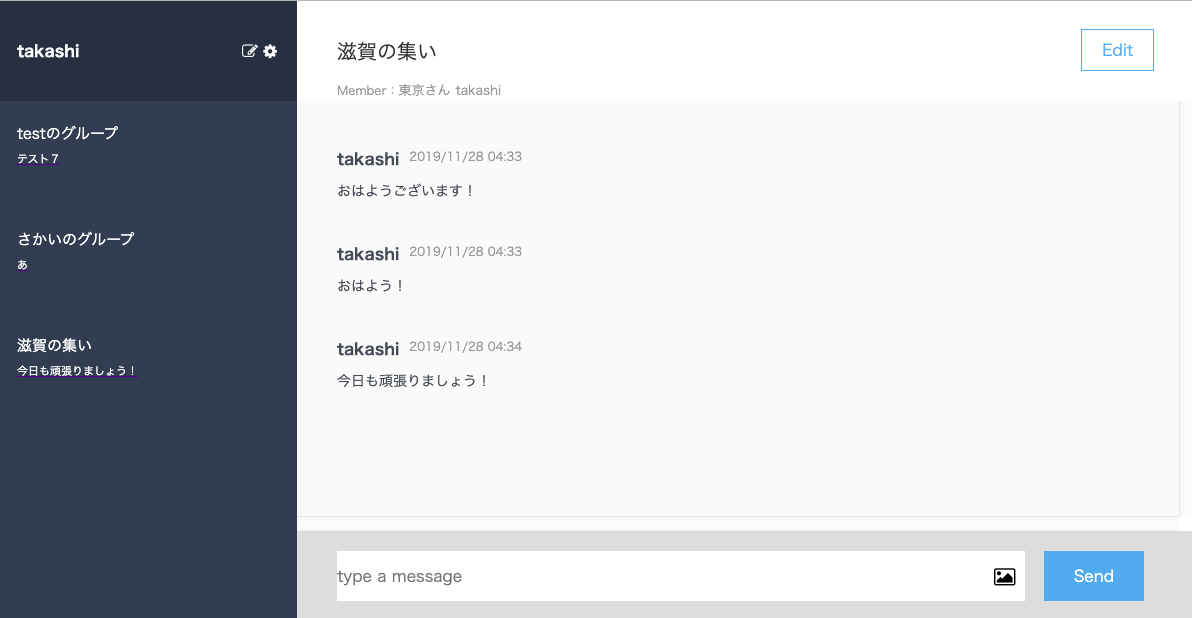 takashi
testのグループ
テスト７
さかいのグループ
あ
滋賀の集い
今日も頑張りましょう！
滋賀の集い
Edit
Member：東京さん takashi
takashi 2019/11/28 04:33
おはようございます！
takashi 2019/11/28 04:33
おはよう！
takashi 2019/11/28 04:34
今日も頑張りましょう！
type a message
Send